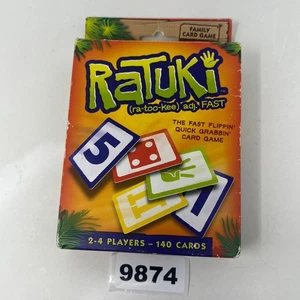 FAMILY
CARD GAME
RaTuKi
(ra-too-kee) adj. FAST
THE FAST FLIPPIN'
QUICK GRABBIN'
CARD GAME
5
1
2-4 PLAYERS – 140 CARDS
9874